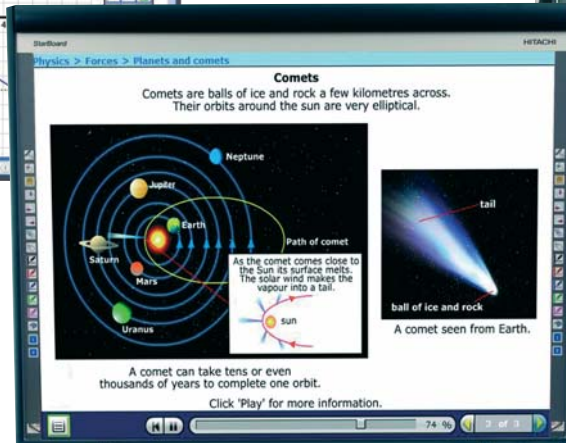 StarBoard
HITACHI
Physics > Forces > Planets and comets
Comets
Comets are balls of ice and rock a few kilometres across.
Their orbits around the sun are very elliptical.
Neptune
Jupiter
Earth
Path of comet
Saturn
Mars
Uranus
As the comet comes close to
the Sun its surface melts.
The solar wind makes the
vapour into a tail.
sun
tail
ball of ice and rock
A comet seen from Earth.
A comet can take tens or even
thousands of years to complete one orbit.
Click 'Play' for more information.
74 %
3 of 3